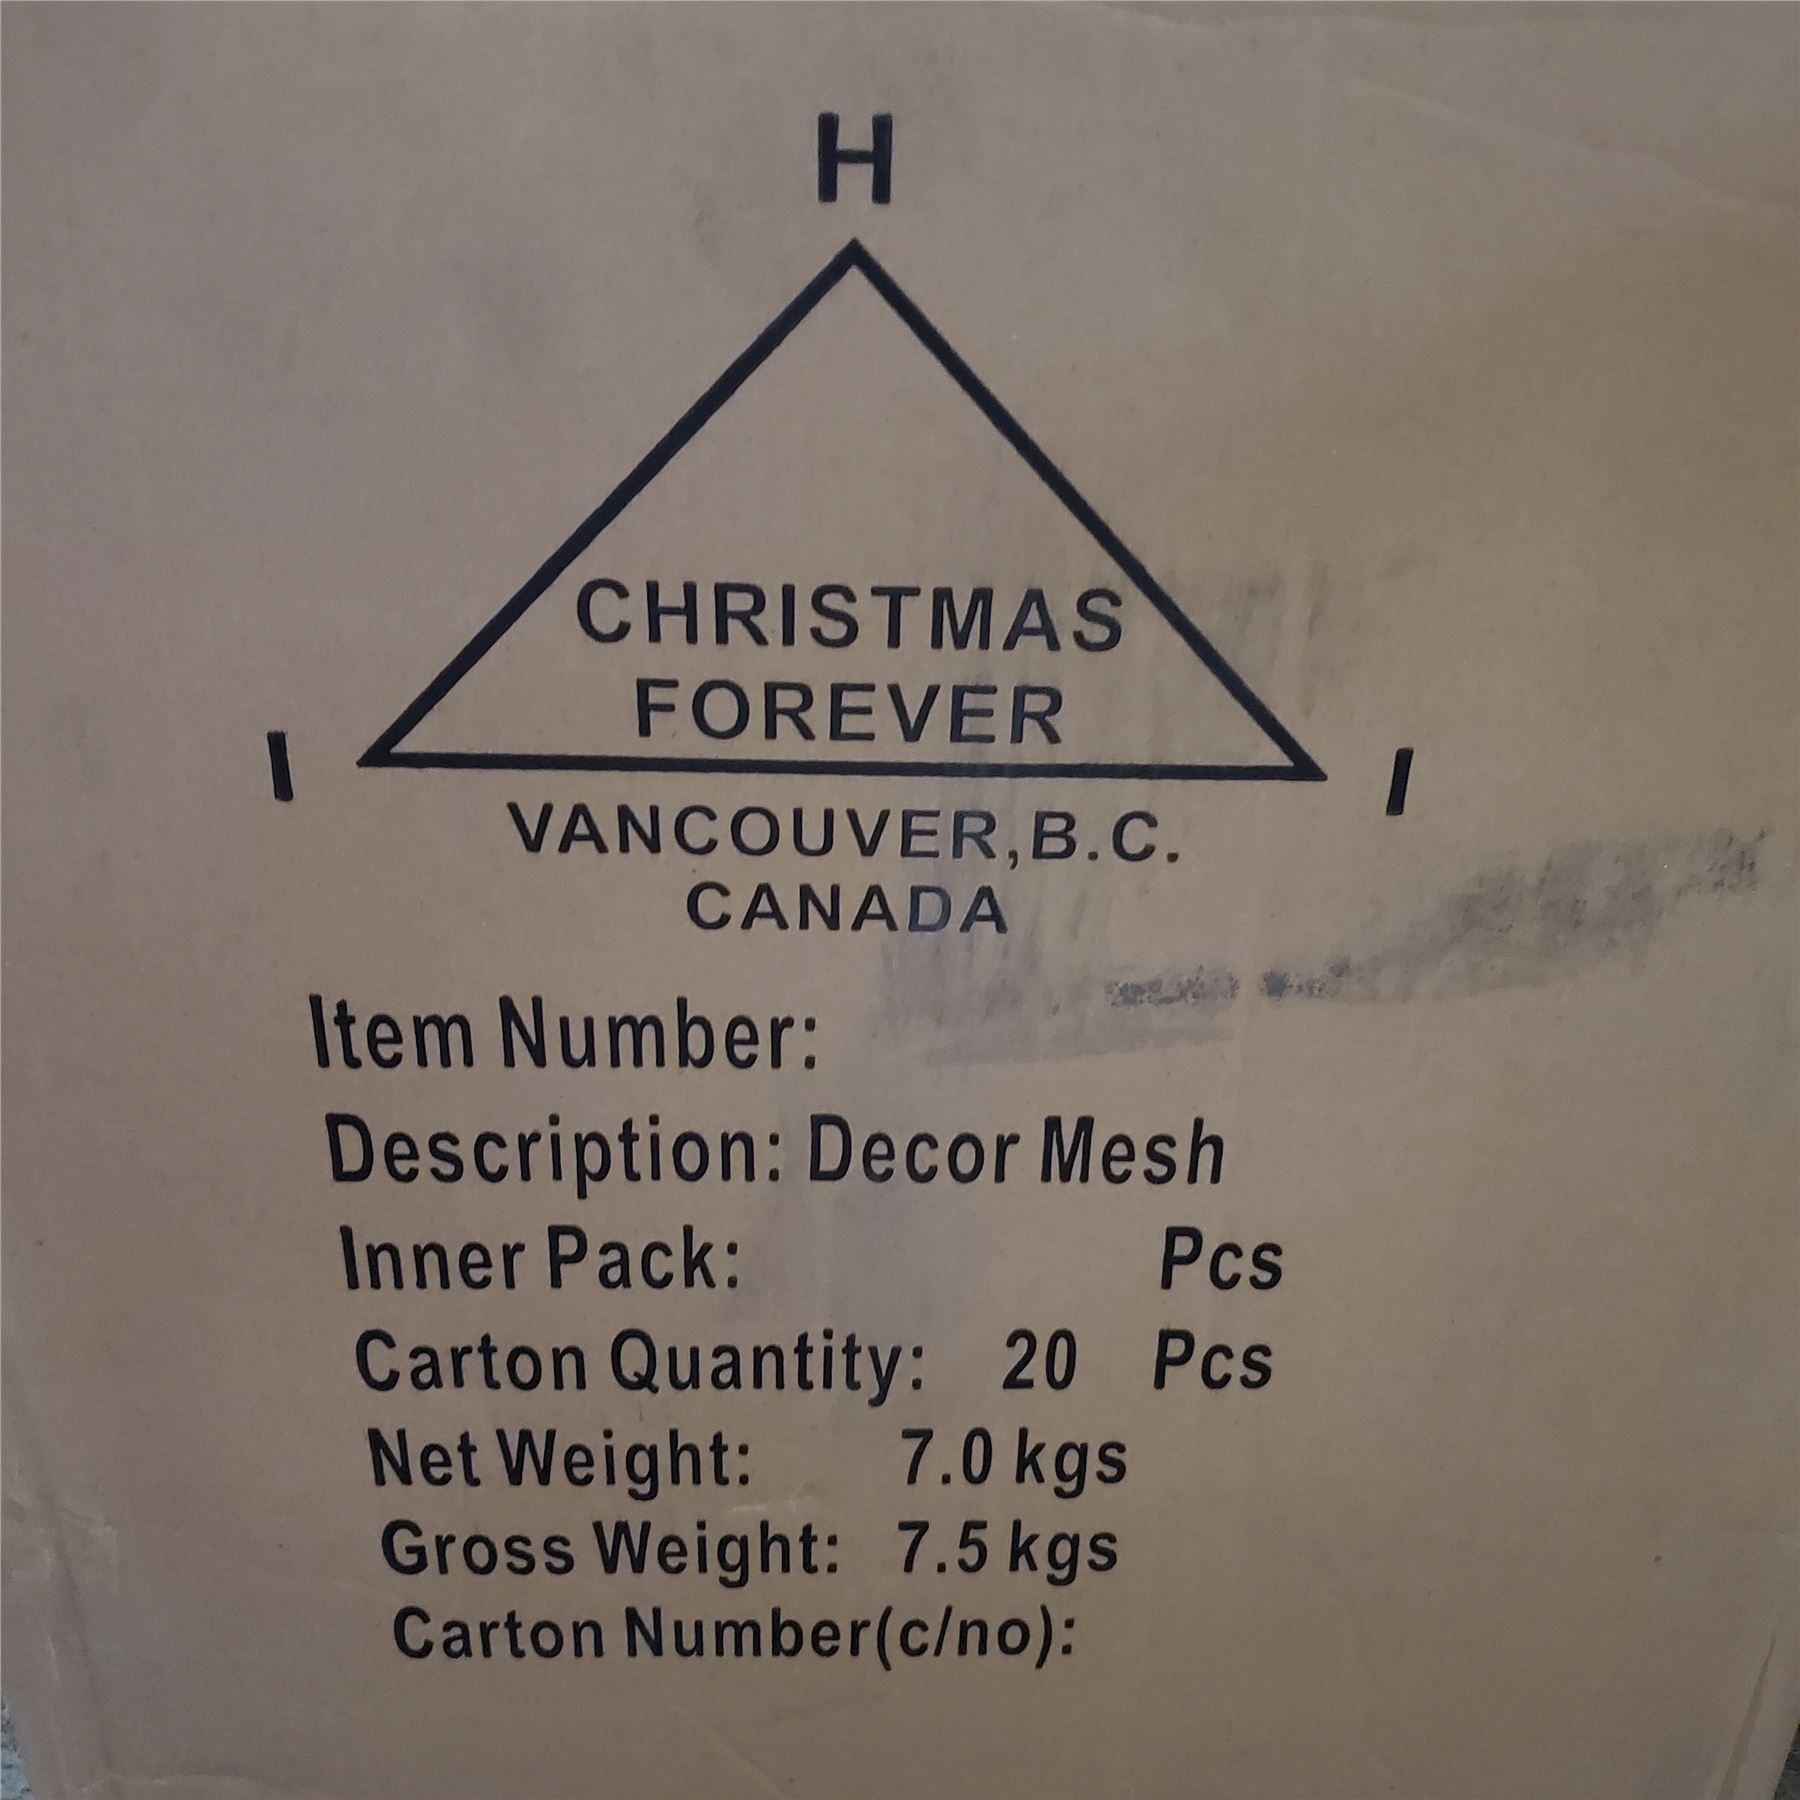 H
CHRISTMAS
FOREVER
I I
VANCOUVER,B.C.
CANADA
Item Number:
Description: Decor Mesh
Inner Pack: Pcs
Carton Quantity: 20 Pcs
Net Weight: 7.0 kgs
Gross Weight: 7.5 kgs
Carton Number(c/no):